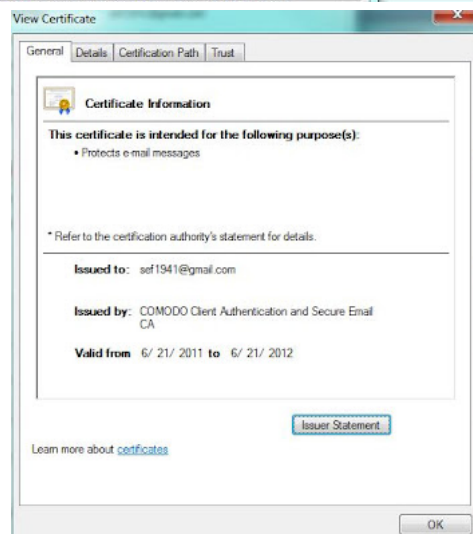 View Certificate
General Details Certification Path Trust
Certificate Information
This certificate is intended for the following purpose(s):
• Protects e-mail messages
* Refer to the certification authority's statement for details.
Issued to: sef1941@gmail.com
Issued by: COMODO Client Authentication and Secure Email
CA
Valid from 6/ 21/ 2011 to 6/ 21/ 2012
Issuer Statement
Learn more about certificates
OK